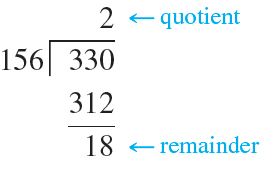 2 ← quotient
156 330
312
18 ← remainder